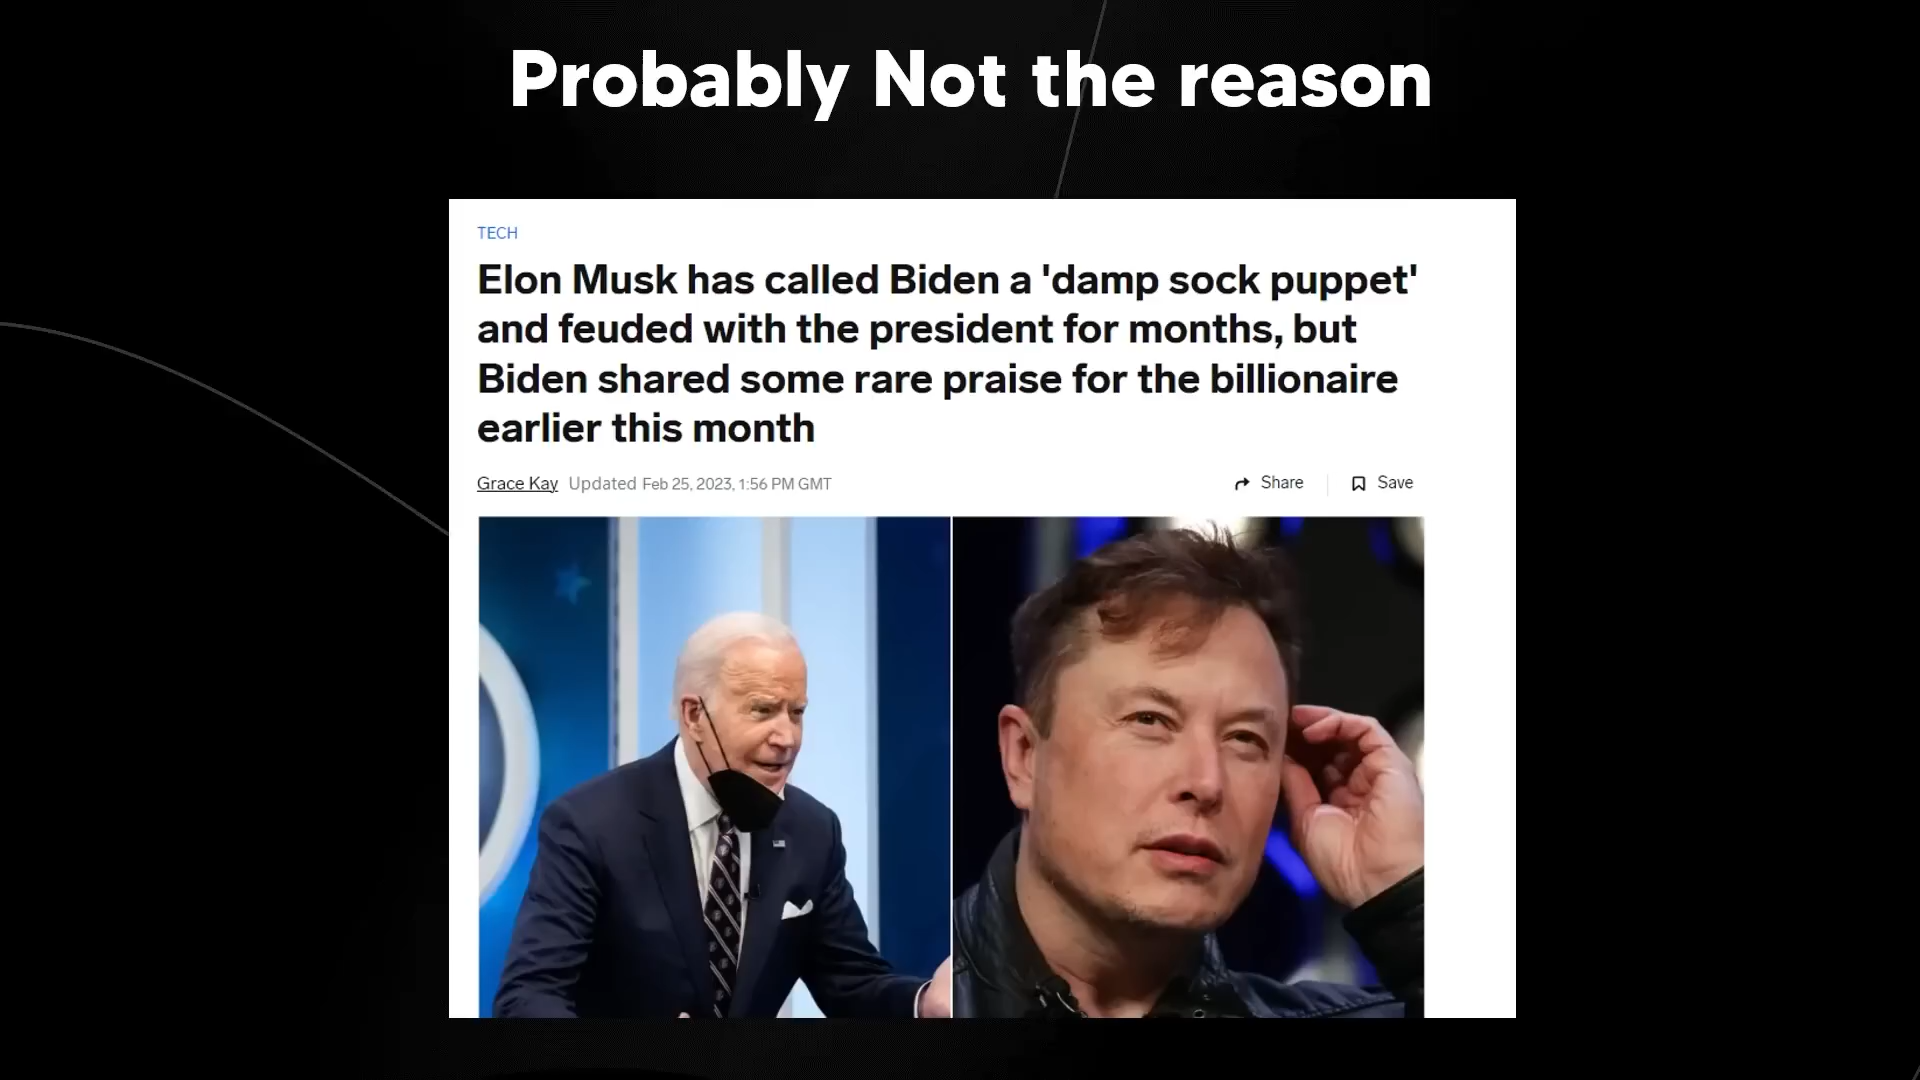 Probably Not the reason
TECH
Elon Musk has called Biden a 'damp sock puppet'
and feuded with the president for months, but
Biden shared some rare praise for the billionaire
earlier this month
Grace Kay Updated Feb 25, 2023, 1:56 PM GMT
Share Save